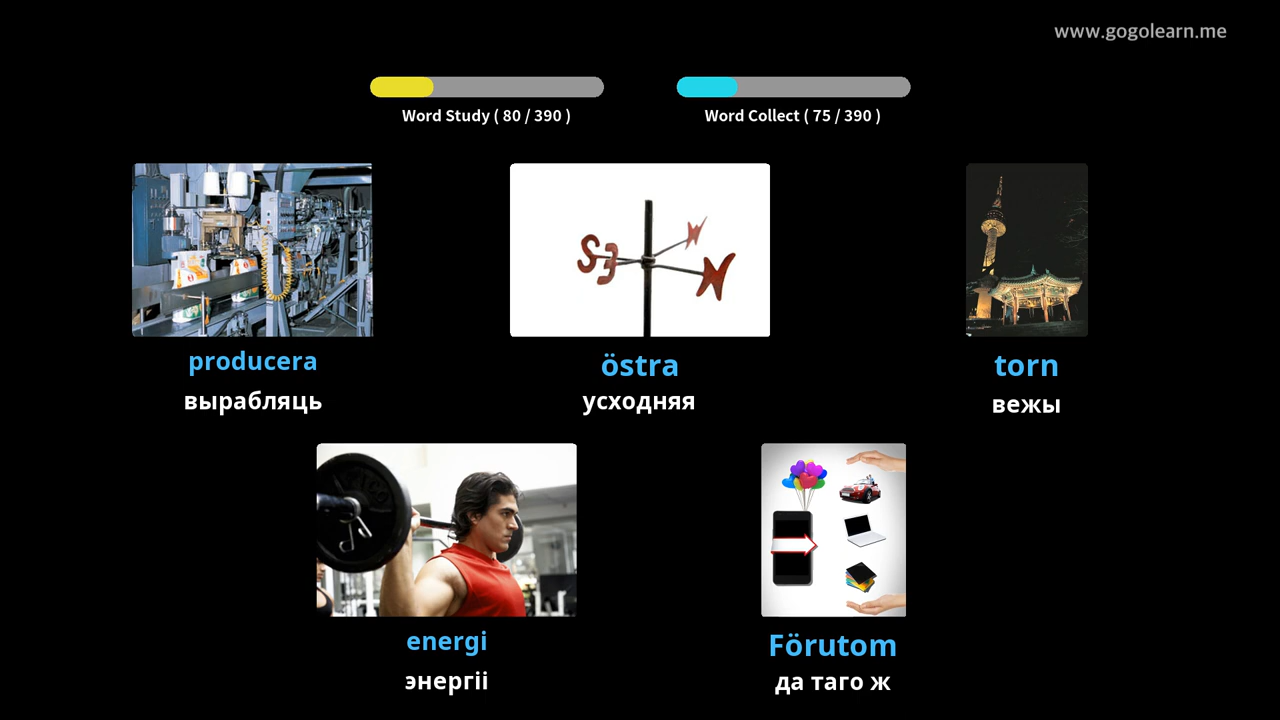 www.gogolearn.me
Word Study ( 80 / 390 )
Word Collect ( 75 / 390 )
S E N N
producera
östra
torn
вырабляць
усходняя
вежы
energi
Förutom
энергіі
да таго ж